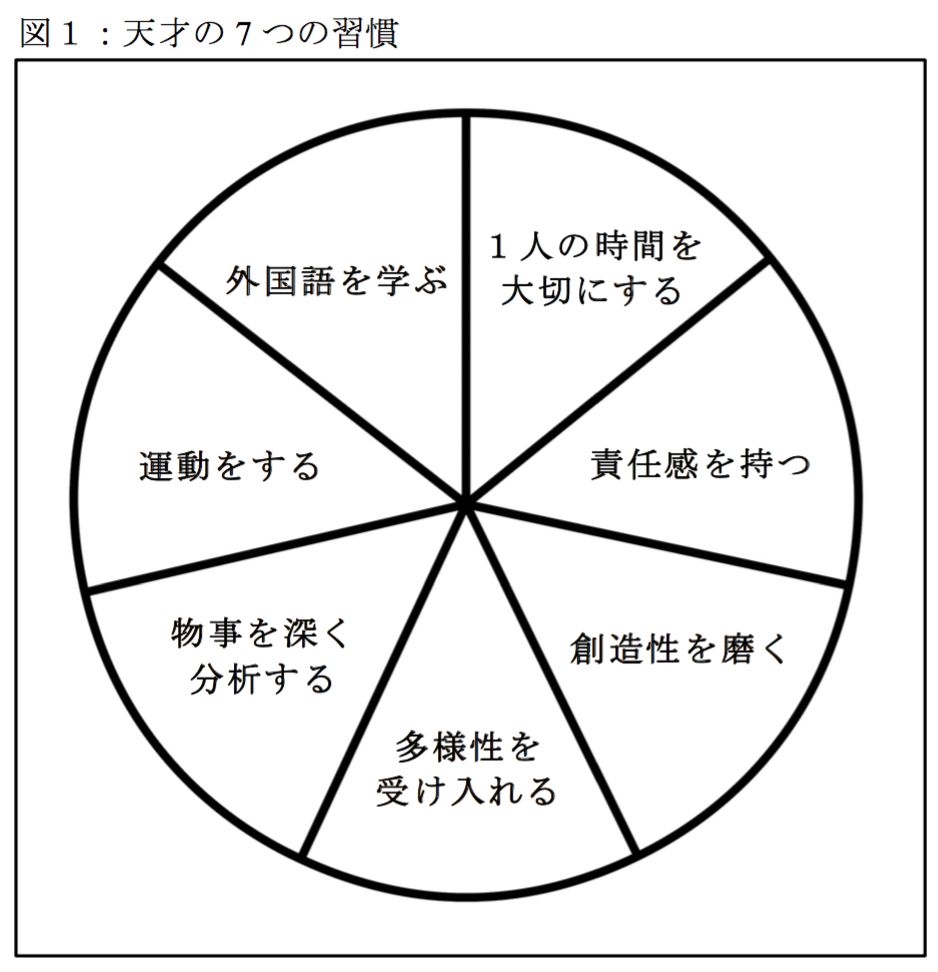 図１：天才の７つの習慣
１人の時間を
大切にする
責任感を持つ
創造性を磨く
多様性を
受け入れる
物事を深く
分析する
運動をする
外国語を学ぶ